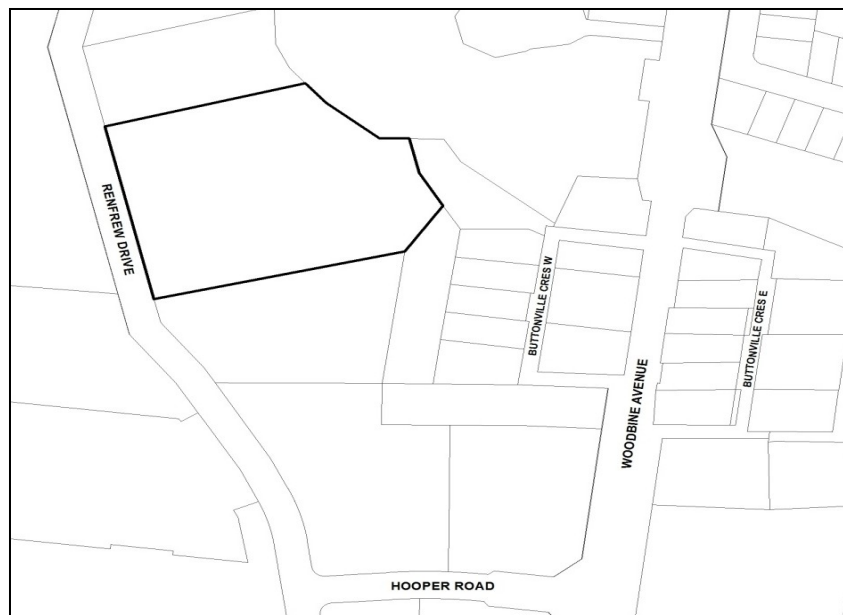 RENFREW DRIVE
BUTTONVILLE CRES W
BUTTONVILLE CRES E
WOODBINE AVENUE
HOOPER ROAD